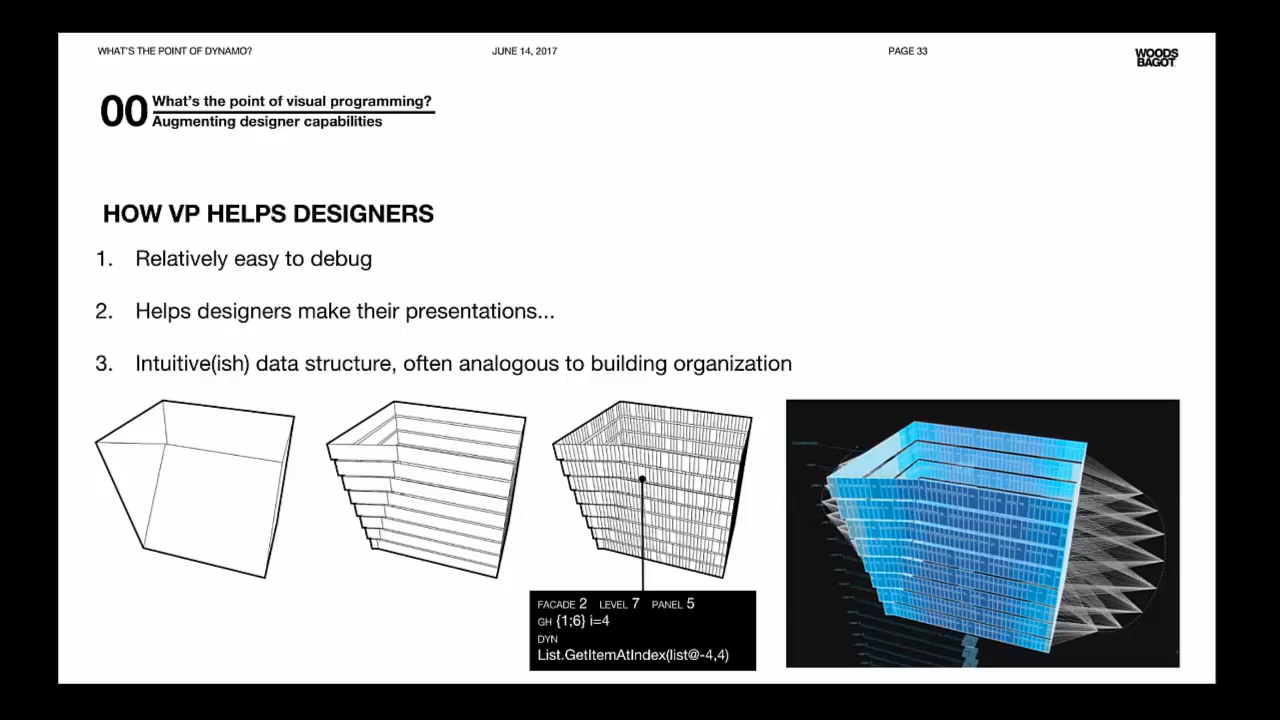 WHAT'S THE POINT OF DYNAMO?
JUNE 14, 2017
PAGE 33
WOODS
BAGOT
00
What's the point of visual programming?
Augmenting designer capabilities
HOW VP HELPS DESIGNERS
1. Relatively easy to debug
2. Helps designers make their presentations...
3. Intuitive(ish) data structure, often analogous to building organization
FACADE 2 LEVEL 7 PANEL 5
GH {1;6} i=4
DYN
List.GetItemAtIndex(list@-4,4)